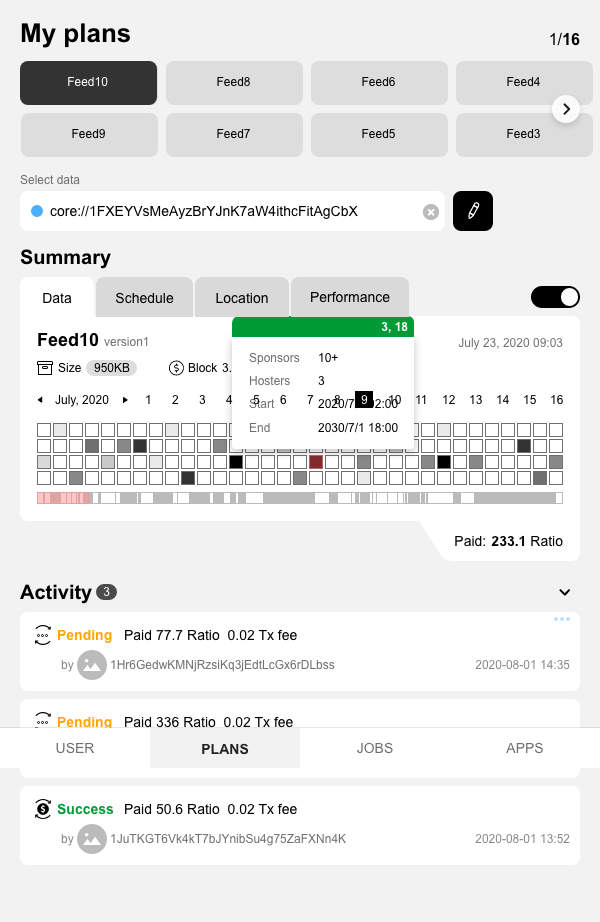 My plans
1/16
Feed10 Feed8 Feed6 Feed4
Feed9 Feed7 Feed5 Feed3
Select data
core://1FXEYVsMeAyzBrYJnK7aW4ithcFitAgCbX
Summary
Data Schedule Location Performance
3, 18
Feed10 version1
July 23, 2020 09:03
Sponsors 10+
Size 950KB Block 3.
Hosters 3
July, 2020 1 2 3 4 5 6 7 8 9 10 11 12 13 14 15 16
Start 2020/7/ 02:00
End 2030/7/1 18:00
Paid: 233.1 Ratio
Activity 3
Pending Paid 77.7 Ratio 0.02 Tx fee
by 1Hr6GedwKMNjRzsiKq3jEdtLcGx6rDLbss 2020-08-01 14:35
Pending Paid 336 Ratio 0.02 Tx fee
USER PLANS JOBS APPS
Success Paid 50.6 Ratio 0.02 Tx fee
by 1JuTKGT6Vk4kT7bJYnibSu4g75ZaFXNn4K 2020-08-01 13:52